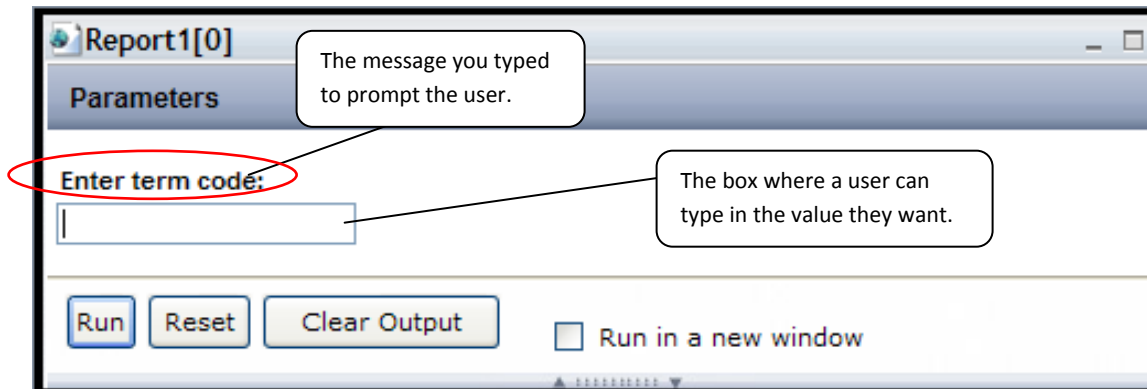 Report1[0]
The message you typed
to prompt the user.
Parameters
Enter term code:
The box where a user can
type in the value they want.
Run Reset Clear Output Run in a new window